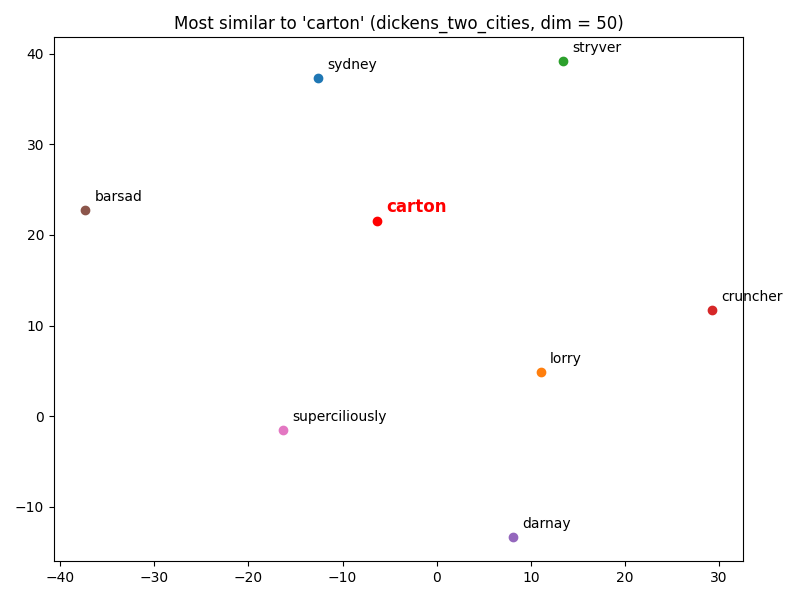 Most similar to 'carton' (dickens_two_cities, dim = 50)
40
stryver
sydney
30
barsad
carton
20
cruncher
10
lorry
0
superciliously
−10
darnay
−40 −30 −20 −10 0 10 20 30